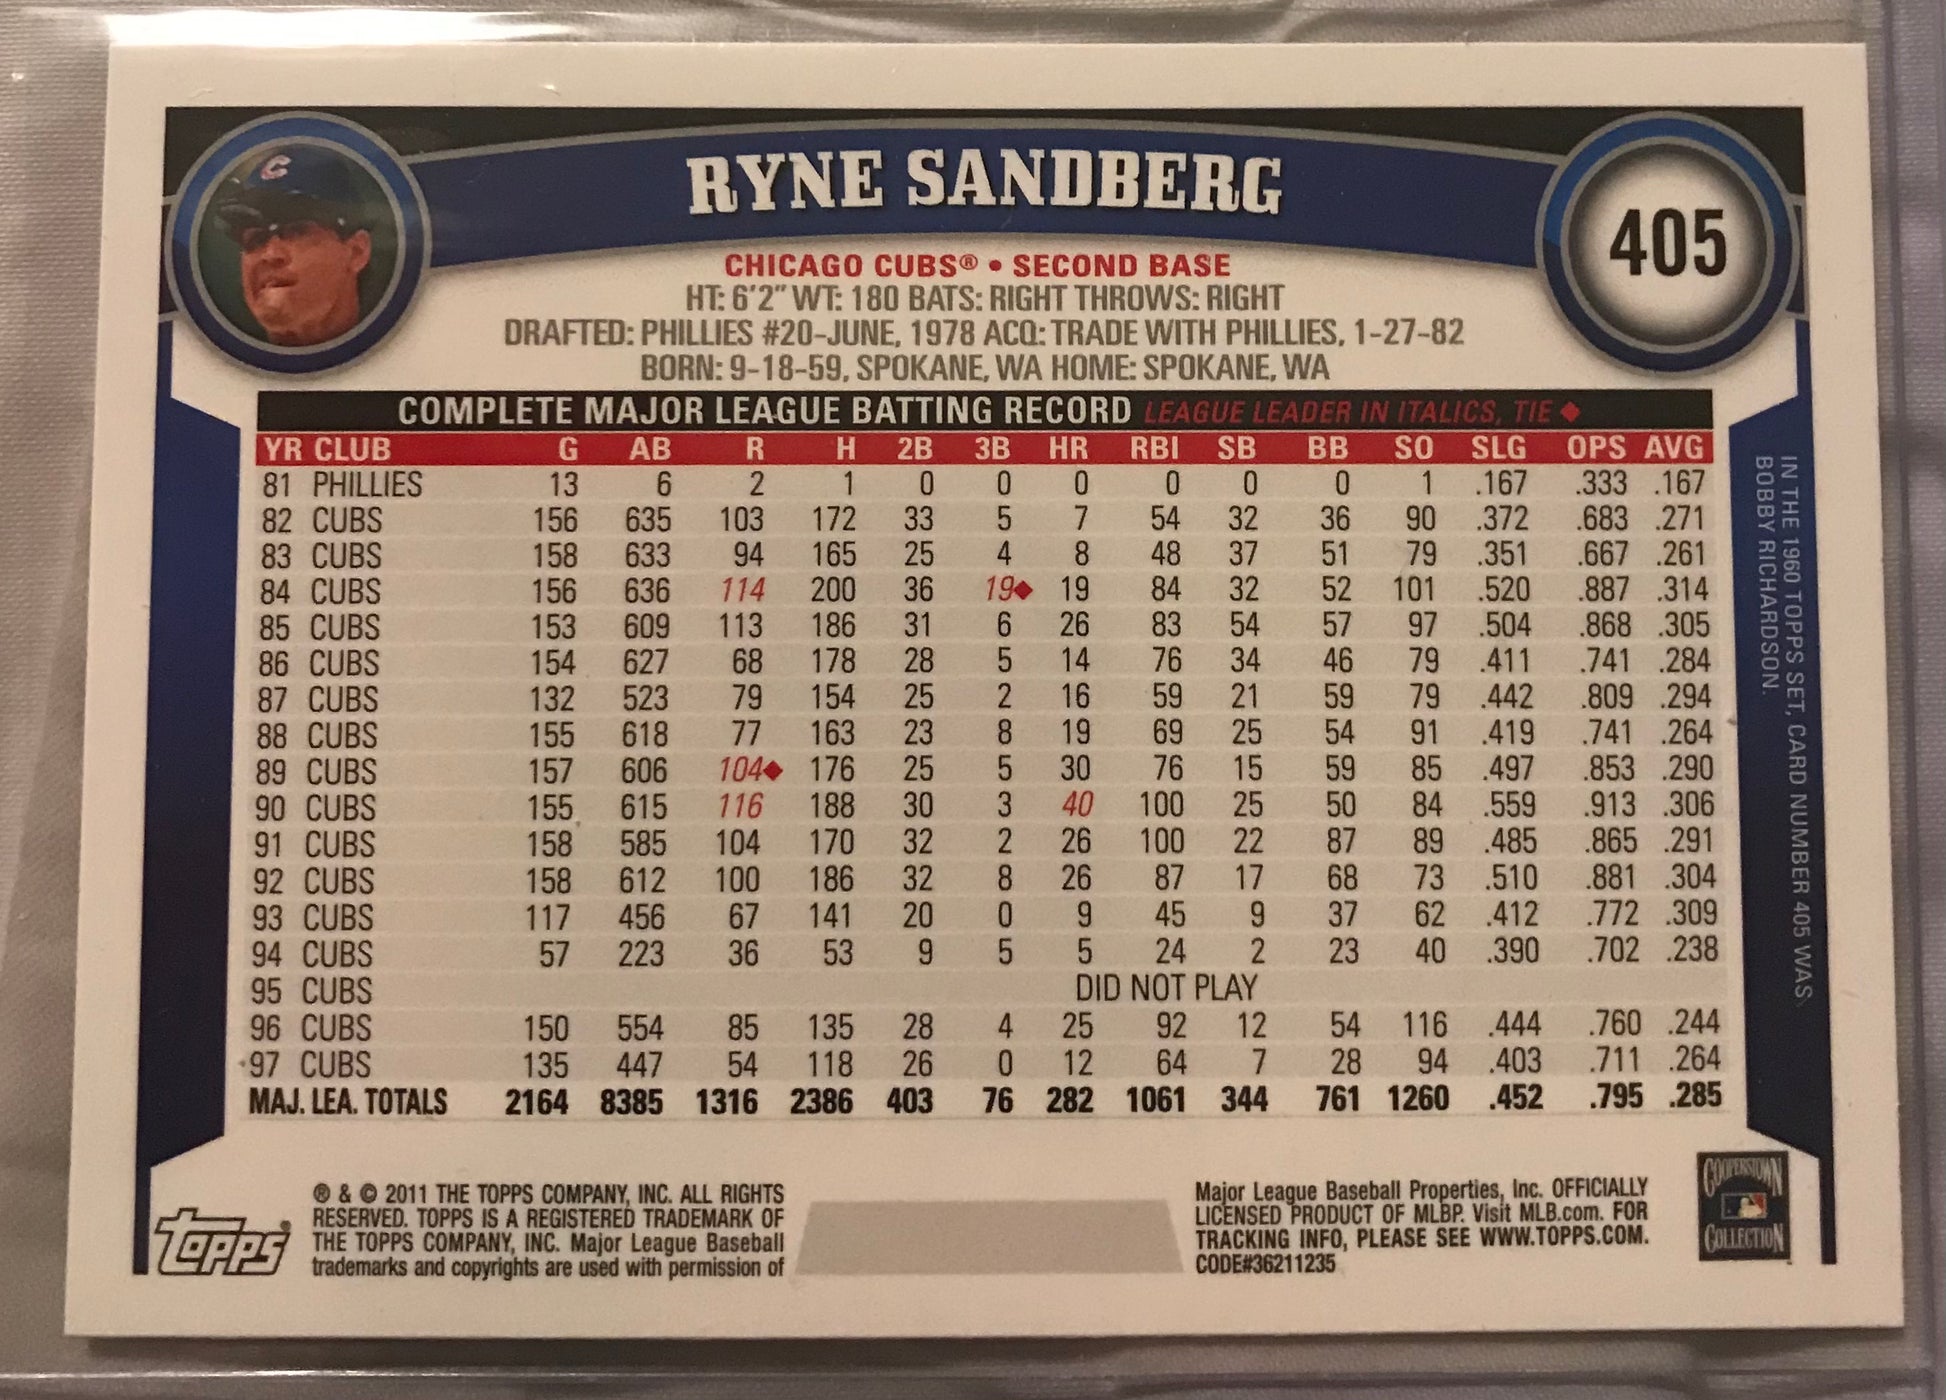 C
RYNE SANDBERG
405
CHICAGO CUBS® • SECOND BASE
HT: 6'2" WT: 180 BATS: RIGHT THROWS: RIGHT
DRAFTED: PHILLIES #20-JUNE, 1978 ACQ: TRADE WITH PHILLIES, 1-27-82
BORN: 9-18-59, SPOKANE, WA HOME: SPOKANE, WA
COMPLETE MAJOR LEAGUE BATTING RECORD LEAGUE LEADER IN ITALICS, TIE ◆
YR CLUB G AB R H 2B 3B HR RBI SB BB SO SLG OPS AVG
81 PHILLIES 13 6 2 1 0 0 0 0 0 0 1 .167 .333 .167
82 CUBS 156 635 103 172 33 5 7 54 32 36 90 .372 .683 .271
83 CUBS 158 633 94 165 25 4 8 48 37 51 79 .351 .667 .261
84 CUBS 156 636 114 200 36 19◆ 19 84 32 52 101 .520 .887 .314
85 CUBS 153 609 113 186 31 6 26 83 54 57 97 .504 .868 .305
86 CUBS 154 627 68 178 28 5 14 76 34 46 79 .411 .741 .284
87 CUBS 132 523 79 154 25 2 16 59 21 59 79 .442 .809 .294
88 CUBS 155 618 77 163 23 8 19 69 25 54 91 .419 .741 .264
89 CUBS 157 606 104◆ 176 25 5 30 76 15 59 85 .497 .853 .290
90 CUBS 155 615 116 188 30 3 40 100 25 50 84 .559 .913 .306
91 CUBS 158 585 104 170 32 2 26 100 22 87 89 .485 .865 .291
92 CUBS 158 612 100 186 32 8 26 87 17 68 73 .510 .881 .304
93 CUBS 117 456 67 141 20 0 9 45 9 37 62 .412 .772 .309
94 CUBS 57 223 36 53 9 5 5 24 2 23 40 .390 .702 .238
95 CUBS DID NOT PLAY
96 CUBS 150 554 85 135 28 4 25 92 12 54 116 .444 .760 .244
97 CUBS 135 447 54 118 26 0 12 64 7 28 94 .403 .711 .264
MAJ. LEA. TOTALS 2164 8385 1316 2386 403 76 282 1061 344 761 1260 .452 .795 .285
IN THE 1960 TOPPS SET, CARD NUMBER 405 WAS
BOBBY RICHARDSON.
TOPPS®
® & © 2011 THE TOPPS COMPANY, INC. ALL RIGHTS
RESERVED. TOPPS IS A REGISTERED TRADEMARK OF
THE TOPPS COMPANY, INC. Major League Baseball
trademarks and copyrights are used with permission of
Major League Baseball Properties, Inc. OFFICIALLY
LICENSED PRODUCT OF MLBP. Visit MLB.com. FOR
TRACKING INFO, PLEASE SEE WWW.TOPPS.COM.
CODE#36211235
COOPERSTOWN
COLLECTION